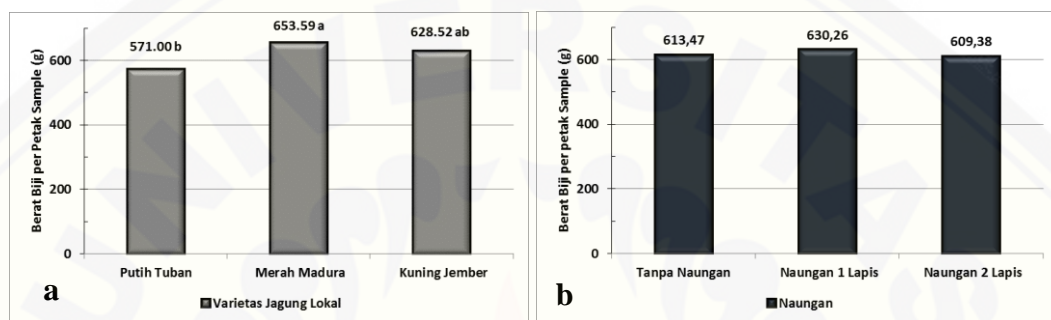 571.00 b
653.59 a
628.52 ab
Berat Biji per Petak Sample (g)
600
400
200
0
Putih Tuban
Merah Madura
Kuning Jember
Varietas Jagung Lokal
a
613,47
630,26
609,38
Berat Biji per petak Sample (g)
600
400
200
0
Tanpa Naungan
Naungan 1 Lapis
Naungan 2 Lapis
Naungan
b
UNIVERSITAS